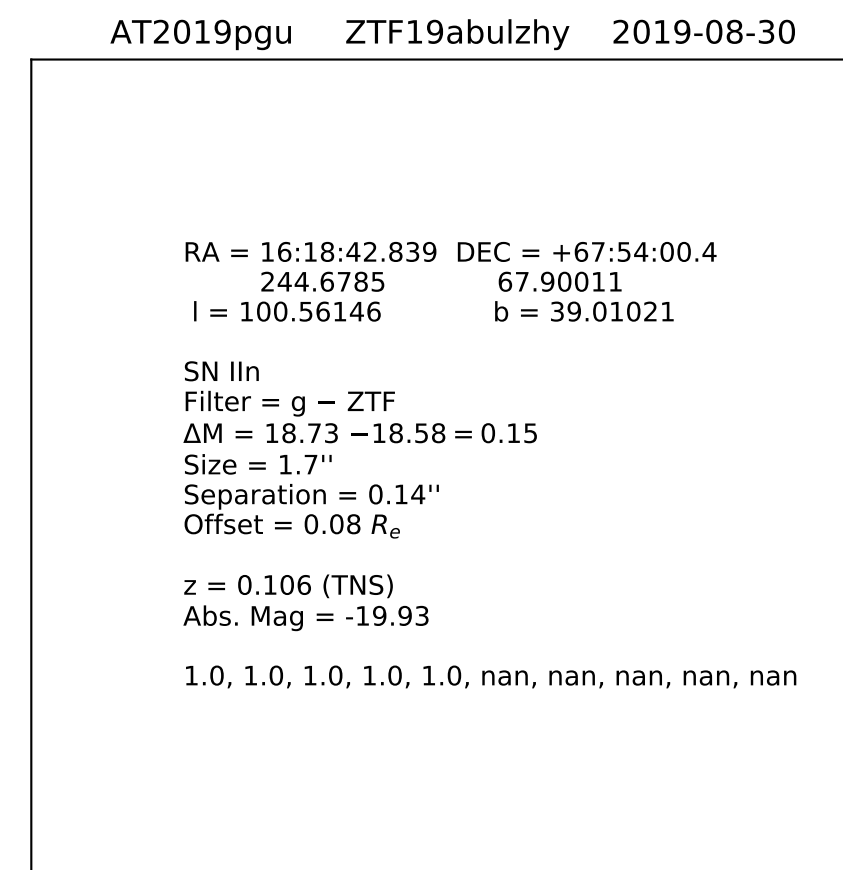 AT2019pgu ZTF19abulzhy 2019-08-30
RA = 16:18:42.839 DEC = +67:54:00.4
244.6785 67.90011
l = 100.56146 b = 39.01021
SN IIn
Filter = g − ZTF
ΔM = 18.73 −18.58 = 0.15
Size = 1.7''
Separation = 0.14''
Offset = 0.08 Re
z = 0.106 (TNS)
Abs. Mag = -19.93
1.0, 1.0, 1.0, 1.0, 1.0, nan, nan, nan, nan, nan